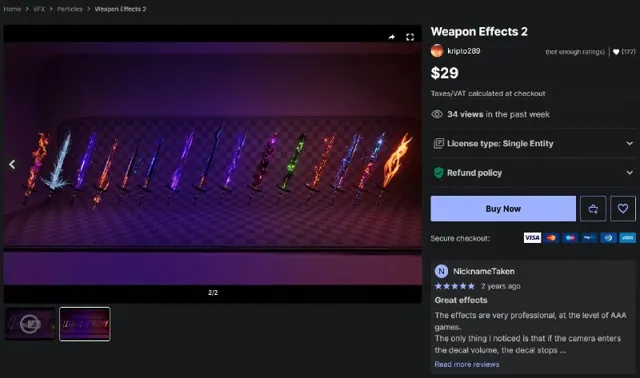 Home > VFX > Particles > Weapon Effects 2
Weapon Effects 2
kripto289
(not enough ratings) | (177)
$29
Taxes/VAT calculated at checkout
34 views in the past week
License type: Single Entity
Refund policy
Buy Now
Secure checkout:
VISA
2/2
N NicknameTaken
2 years ago
Great effects
The effects are very professional, at the level of AAA
games.
The only thing I noticed is that if the camera enters
the decal volume, the decal stops ...
Read more reviews